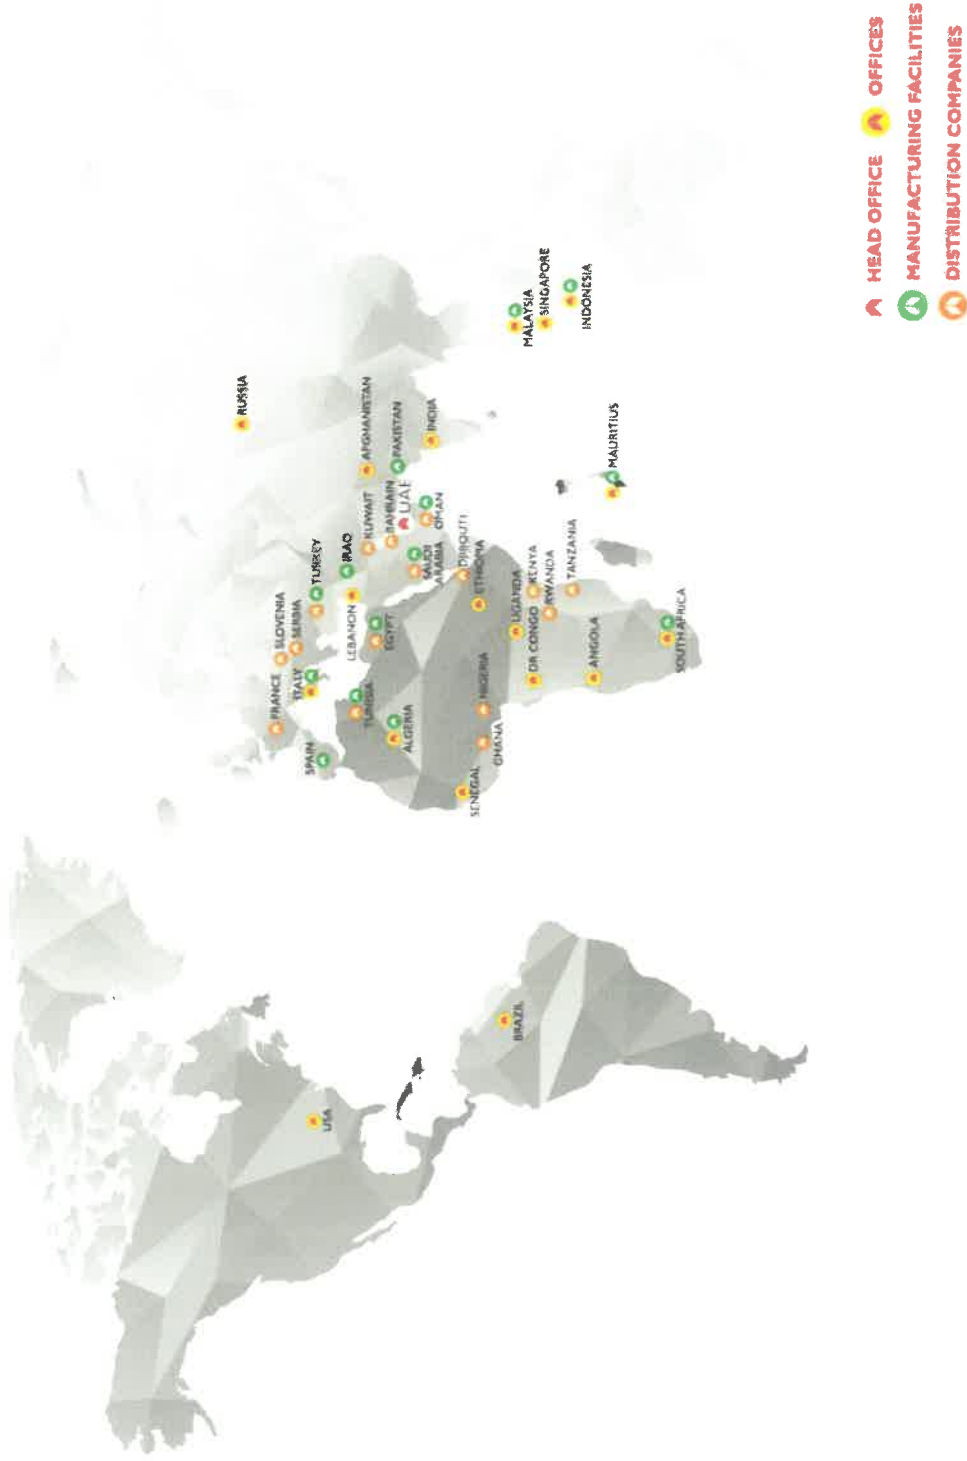 RUSSIA
FRANCE
SLOVENIA
SERBIA
ITALY
SPAIN
TURKEY
IRAQ
LEBANON
KUWAIT
AFGHANISTAN
BAHRAIN
PAKISTAN
UAE
INDIA
OMAN
SAUDI
ARABIA
EGYPT
TUNISIA
ALGERIA
DJIBOUTI
ETHIOPIA
SENEGAL
GHANA
NIGERIA
UGANDA
DR CONGO
KENYA
RWANDA
TANZANIA
ANGOLA
SOUTH AFRICA
MAURITIUS
MALAYSIA
SINGAPORE
INDONESIA
USA
BRAZIL
HEAD OFFICE
OFFICES
MANUFACTURING FACILITIES
DISTRIBUTION COMPANIES